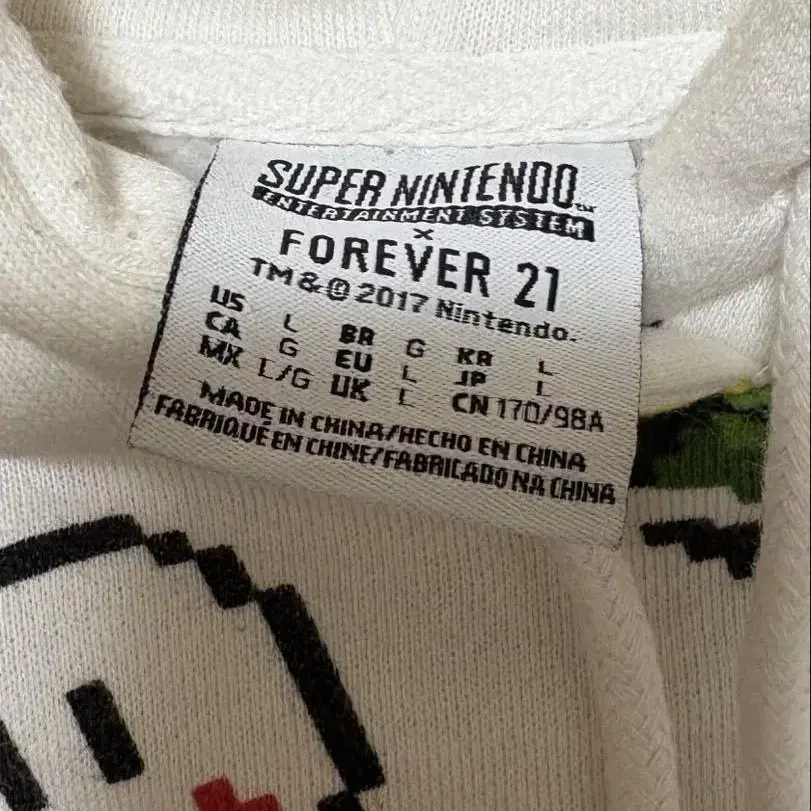 SUPER NINTENDO™
ENTERTAINMENT SYSTEM
×
FOREVER 21
TM & © 2017 Nintendo.
US L BR G KR L
CA G EU L JP L
MX L/G UK L CN 170/98A
MADE IN CHINA/HECHO EN CHINA
FABRIQUÉ EN CHINE/FABRICADO NA CHINA